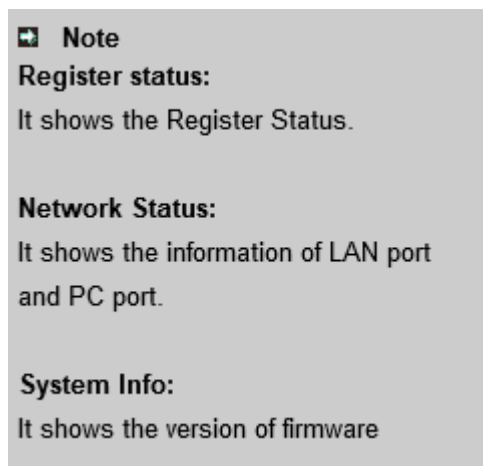 Note
Register status:
It shows the Register Status.
Network Status:
It shows the information of LAN port
and PC port.
System Info:
It shows the version of firmware